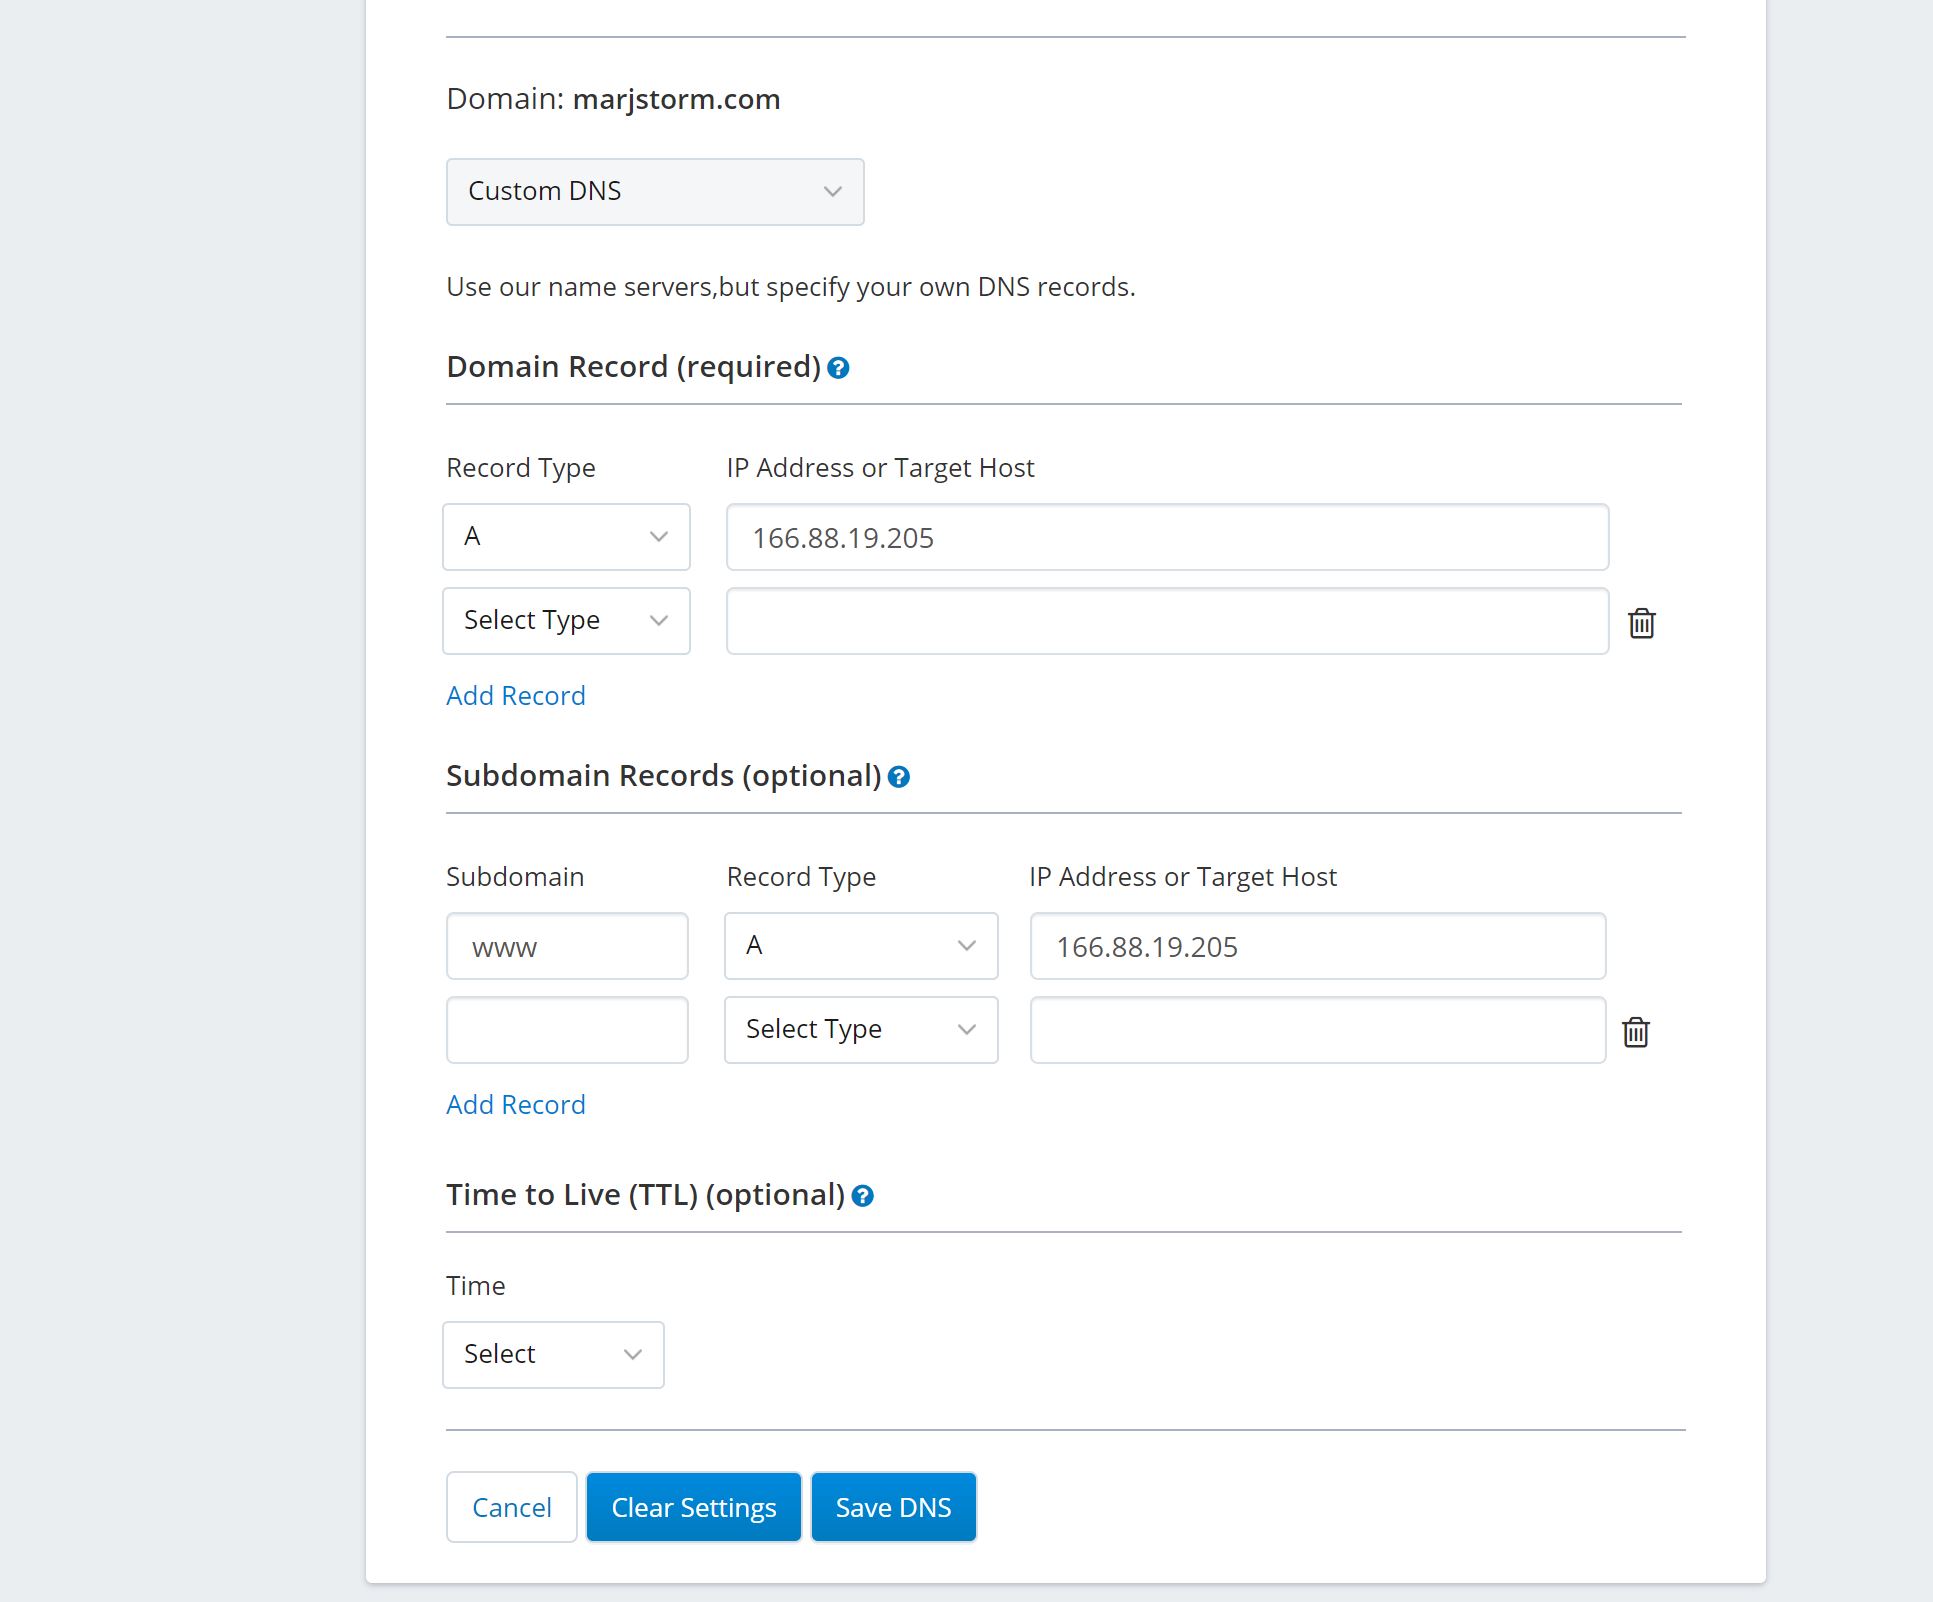 Domain: marjstorm.com
Custom DNS
Use our name servers,but specify your own DNS records.
Domain Record (required) ?
Record Type IP Address or Target Host
A 166.88.19.205
Select Type
Add Record
Subdomain Records (optional) ?
Subdomain Record Type IP Address or Target Host
www A 166.88.19.205
Select Type
Add Record
Time to Live (TTL) (optional) ?
Time
Select
Cancel Clear Settings Save DNS